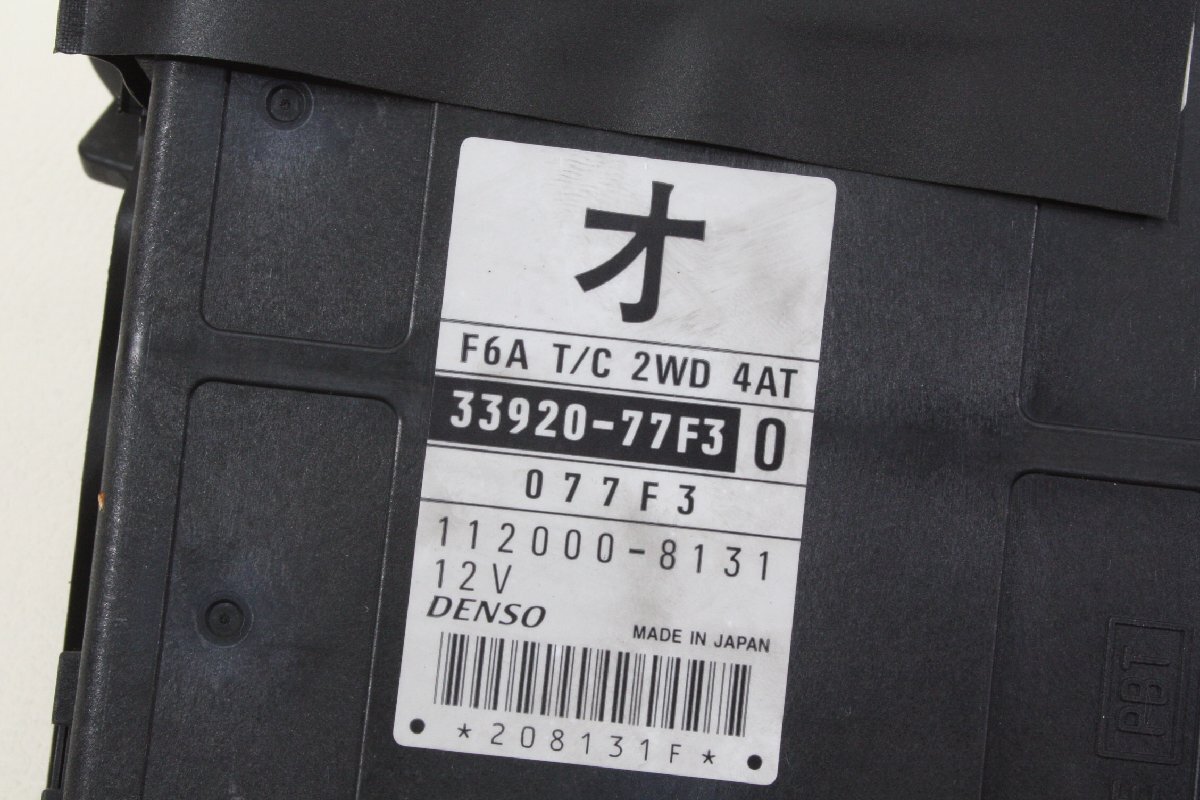 オ
F6A T/C 2WD 4AT
33920-77F3 0
077F3
112000-8131
12V
DENSO
MADE IN JAPAN
*208131F*
PBT